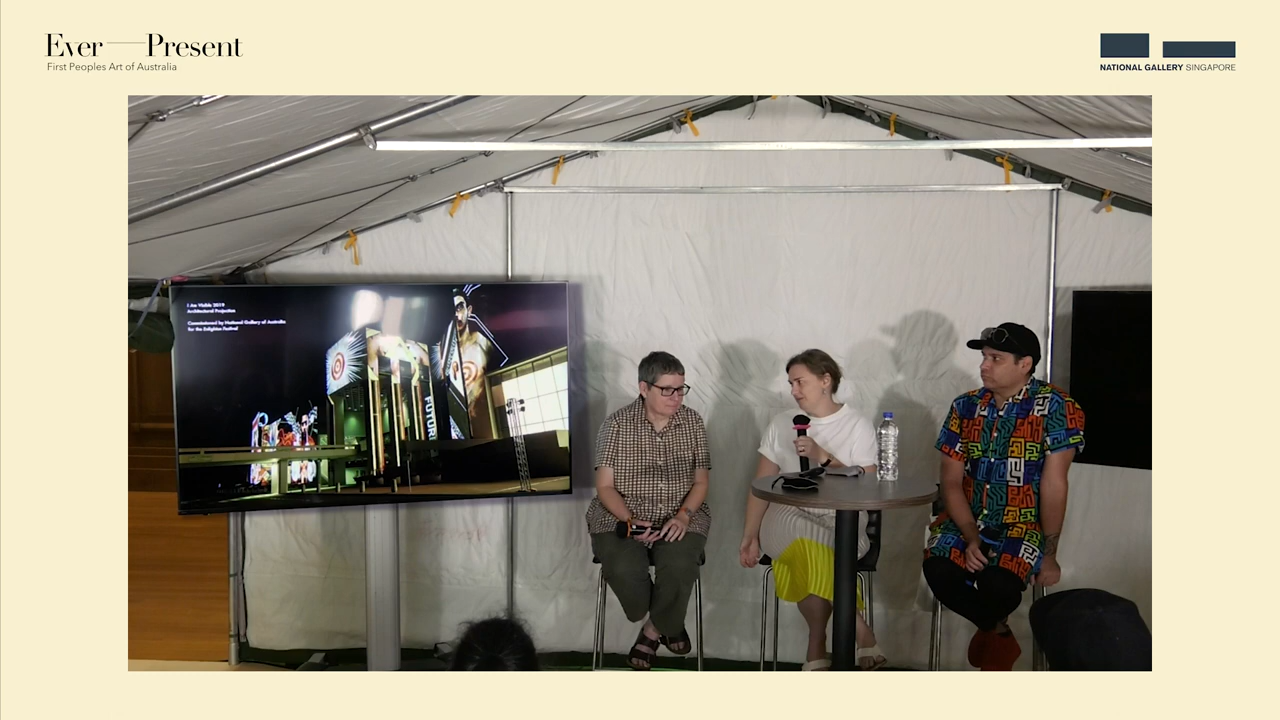 Ever — Present
First Peoples Art of Australia
NATIONAL GALLERY SINGAPORE
I Am Visible 2019
Architectural Projection
Commissioned by National Gallery of Australia
for the Enlighten Festival
FUTURE